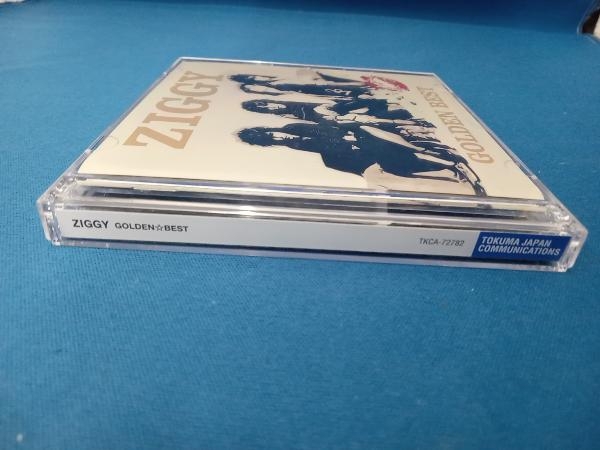 ZIGGY
GOLDEN BEST
ZIGGY GOLDEN☆BEST
TKCA-72782
TOKUMA JAPAN
COMMUNICATIONS